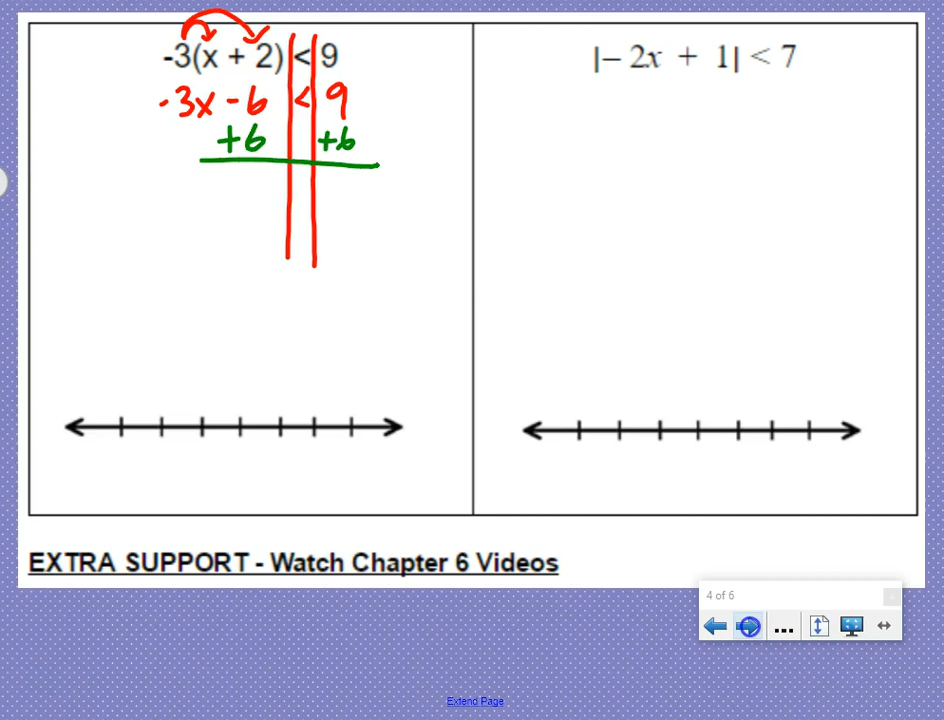 -3(x + 2) < 9
-3x - 6 < 9
+6 +6
|– 2x + 1| < 7
EXTRA SUPPORT - Watch Chapter 6 Videos
4 of 6
...
Extend Page